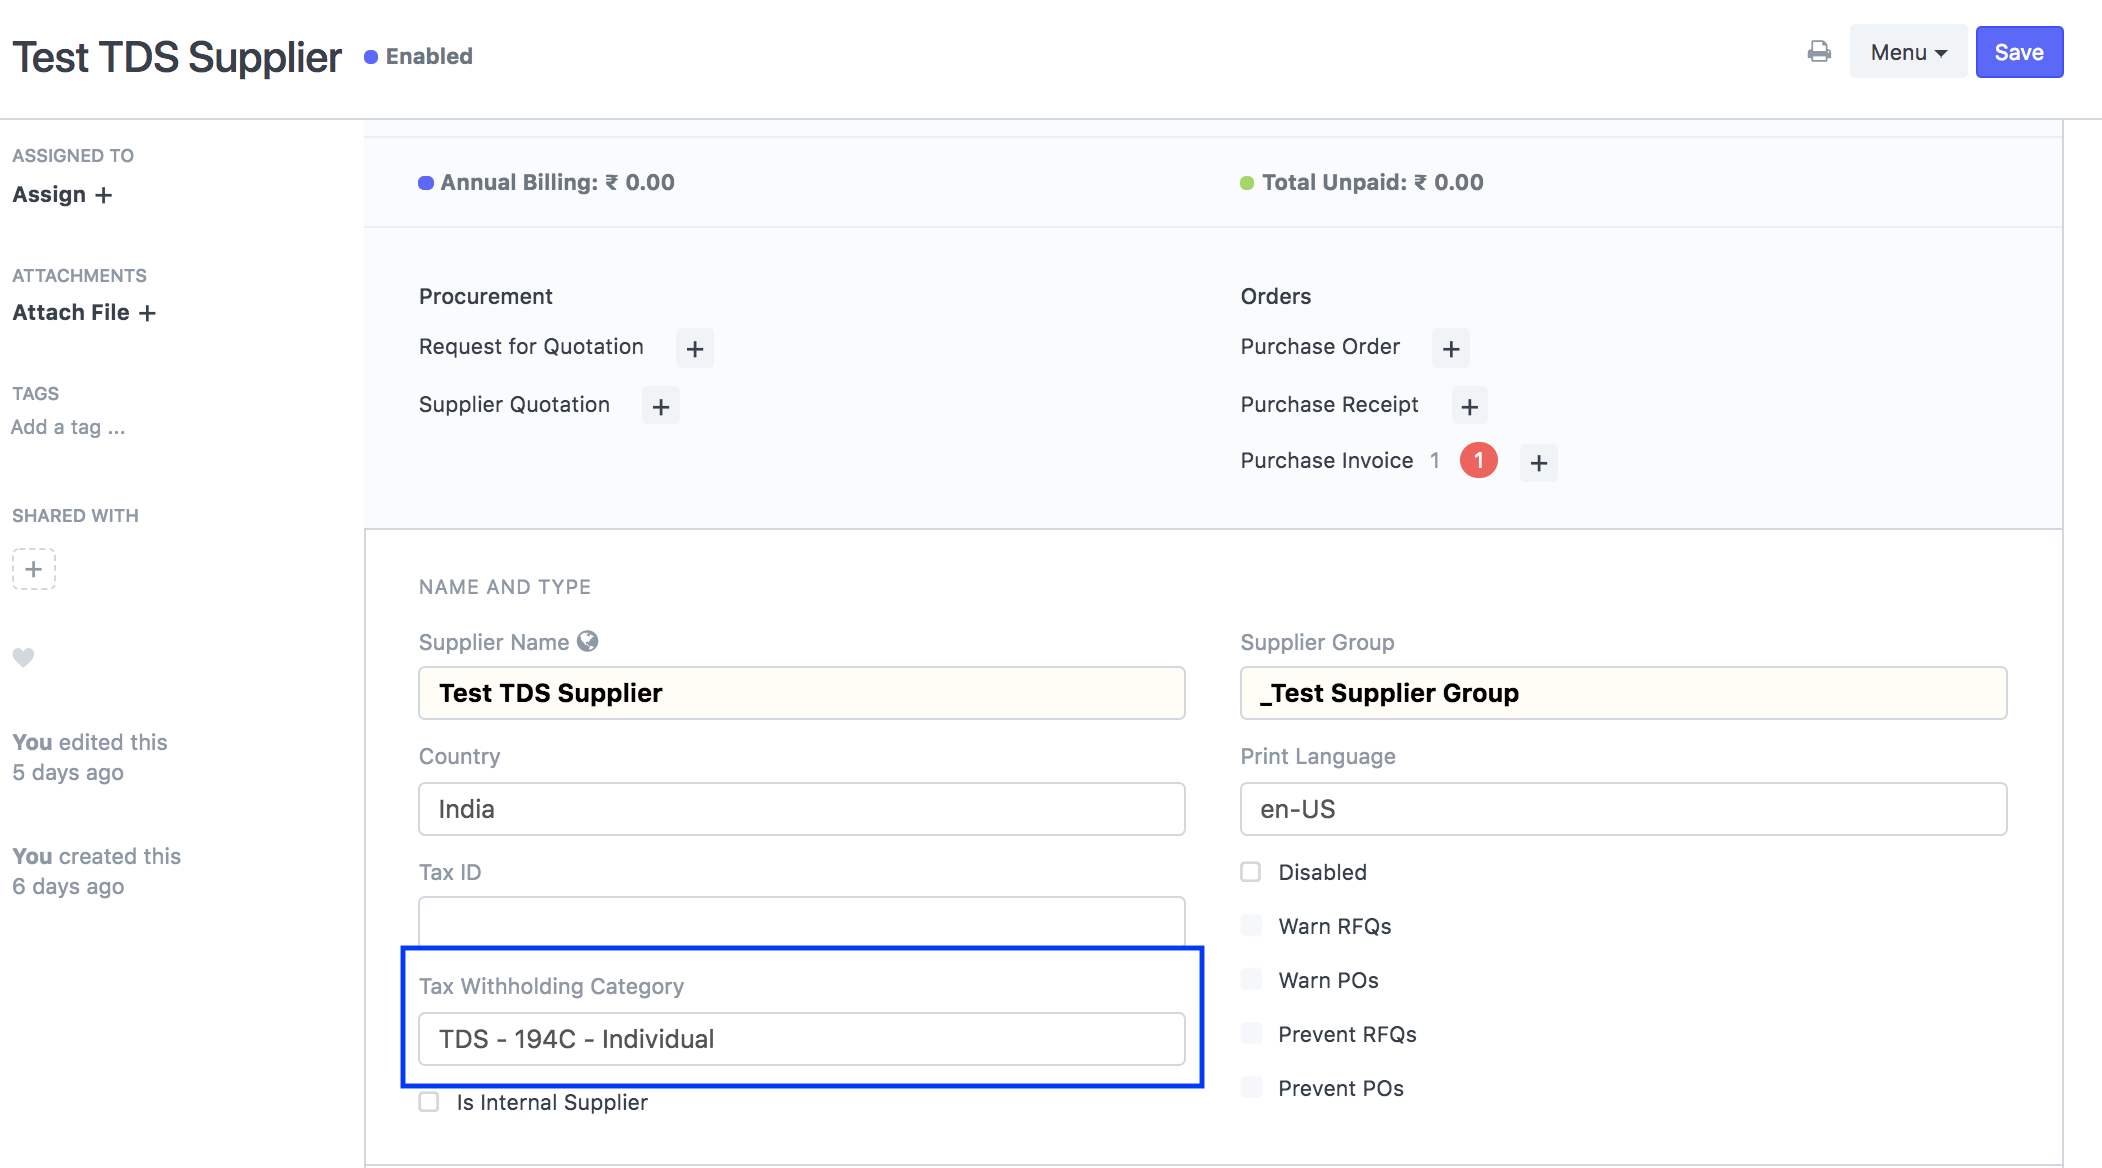 Test TDS Supplier
Enabled
Menu
Save
ASSIGNED TO
Assign +
ATTACHMENTS
Attach File +
TAGS
Add a tag ...
SHARED WITH
+
You edited this
5 days ago
You created this
6 days ago
Annual Billing: ₹ 0.00
Total Unpaid: ₹ 0.00
Procurement
Request for Quotation +
Supplier Quotation +
Orders
Purchase Order +
Purchase Receipt +
Purchase Invoice 1 1 +
NAME AND TYPE
Supplier Name
Test TDS Supplier
Country
India
Tax ID
Tax Withholding Category
TDS - 194C - Individual
Is Internal Supplier
Supplier Group
_Test Supplier Group
Print Language
en-US
Disabled
Warn RFQs
Warn POs
Prevent RFQs
Prevent POs